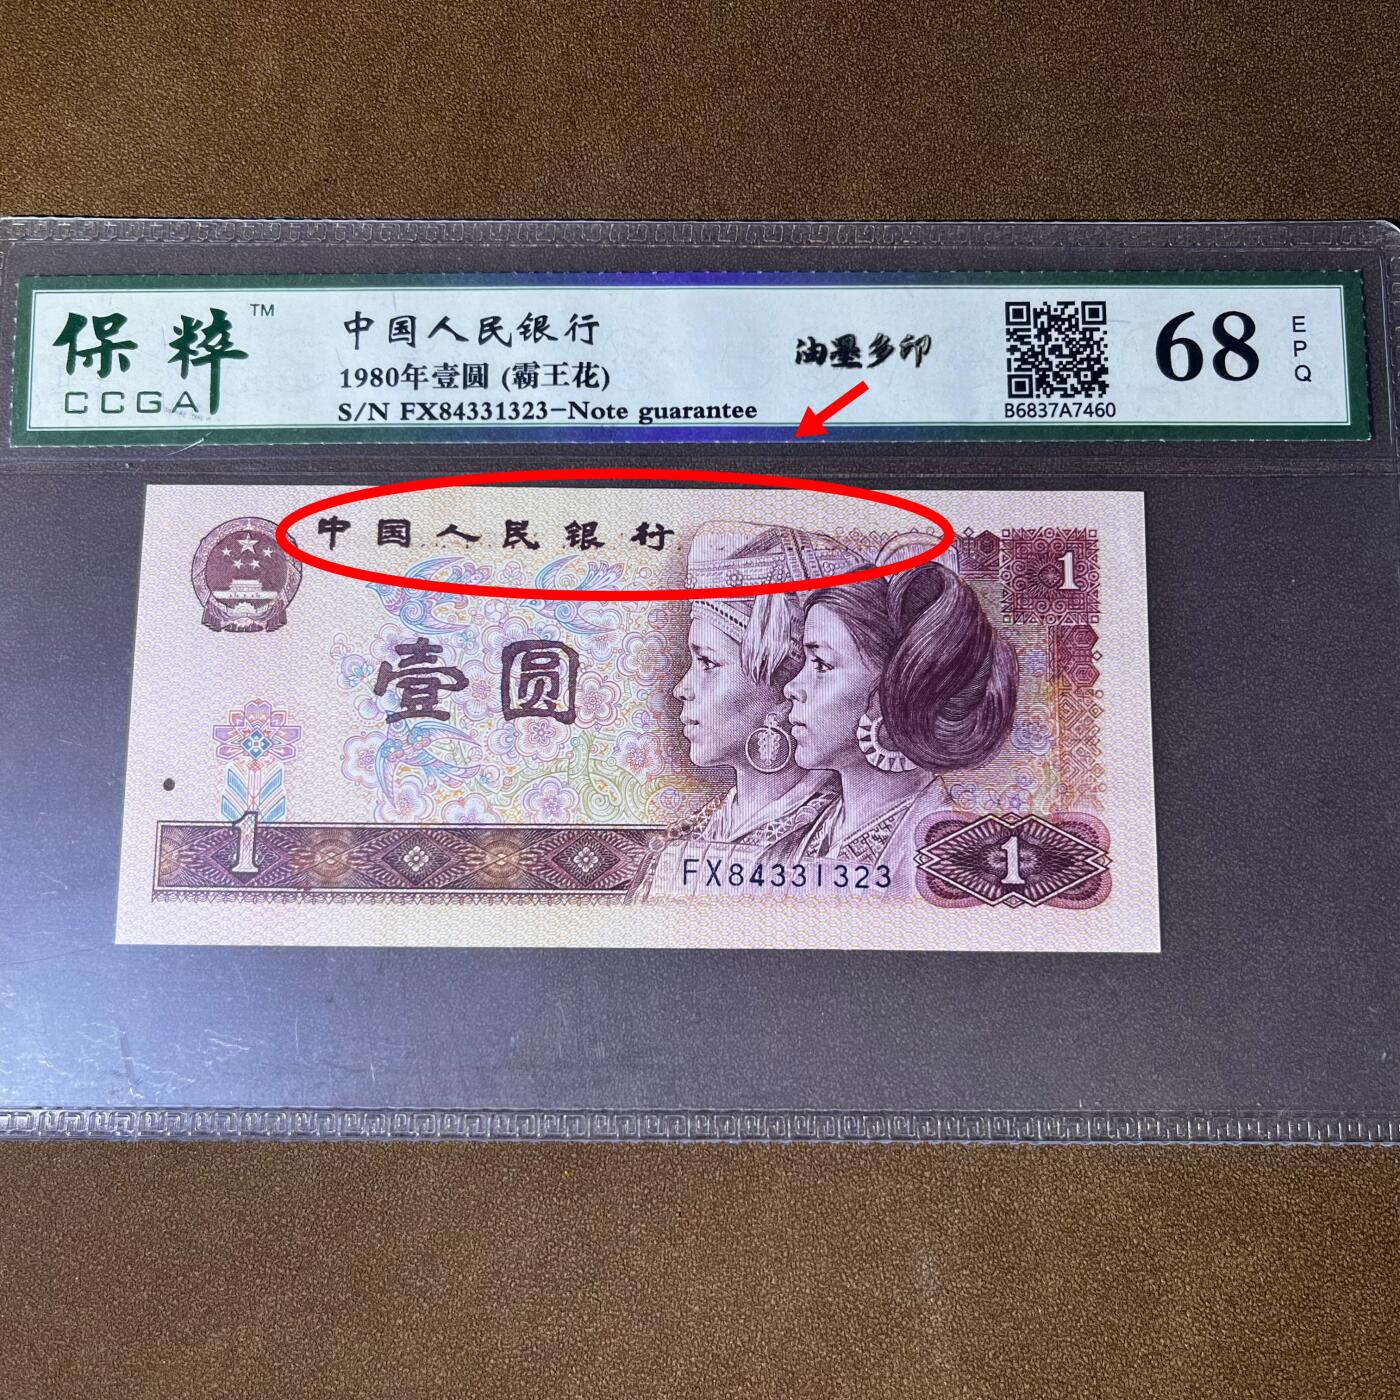 保粹™
CCGA
中国人民银行
1980年壹圆 (霸王花)
S/N FX84331323-Note guarantee
油墨多印
B6837A7460
68
EPQ
中国人民银行
1
壹圆
1
FX84331323
1